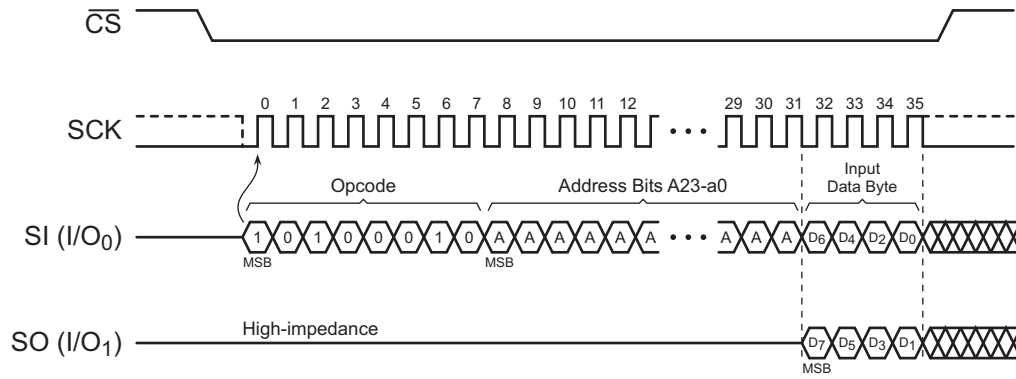 CS
0 1 2 3 4 5 6 7 8 9 10 11 12 29 30 31 32 33 34 35
SCK
Opcode Address Bits A23-a0 Input
Data Byte
SI (I/O0) 1 0 1 0 0 0 1 0 A A A A A A • • • A A A D6 D4 D2 D0
MSB MSB
High-impedance
SO (I/O1) D7 D5 D3 D1
MSB